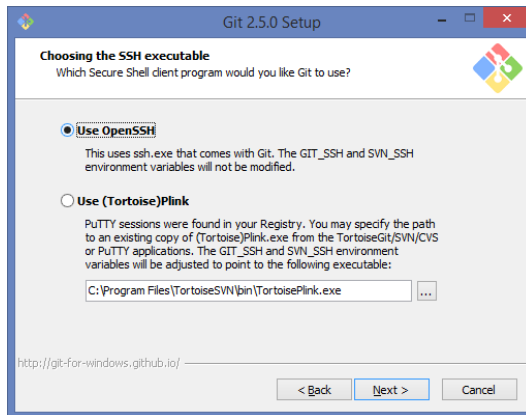 Git 2.5.0 Setup
Choosing the SSH executable
Which Secure Shell client program would you like Git to use?
Use OpenSSH
This uses ssh.exe that comes with Git. The GIT_SSH and SVN_SSH
environment variables will not be modified.
Use (Tortoise)Plink
PuTTY sessions were found in your Registry. You may specify the path
to an existing copy of (Tortoise)Plink.exe from the TortoiseGit/SVN/CVS
or PuTTY applications. The GIT_SSH and SVN_SSH environment
variables will be adjusted to point to the following executable:
C:\Program Files\TortoiseSVN\bin\TortoisePlink.exe
...
http://git-for-windows.github.io/
< Back Next > Cancel